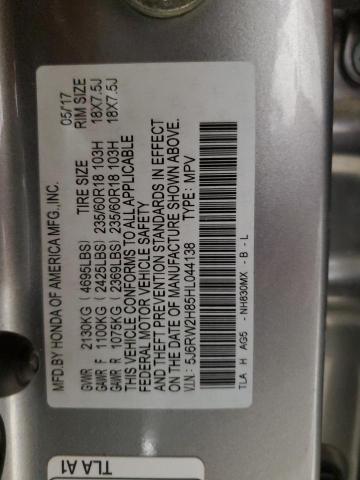 MFD.BY HONDA OF AMERICA MFG.,INC. 05/17
TIRE SIZE RIM SIZE
GVWR 2130KG ( 4695LBS)
GAWR F 1100KG ( 2425LBS) 235/60R18 103H 18X7.5J
GAWR R 1075KG ( 2369LBS) 235/60R18 103H 18X7.5J
THIS VEHICLE CONFORMS TO ALL APPLICABLE
FEDERAL MOTOR VEHICLE SAFETY
& THEFT PREVENTION STANDARDS IN EFFECT
ON THE DATE OF MANUFACTURE SHOWN ABOVE.
V.I.N.: 5J6RW2H85HL044138 TYPE: MPV
TLA H AG5 - NH830MX - B - L
TLA A1